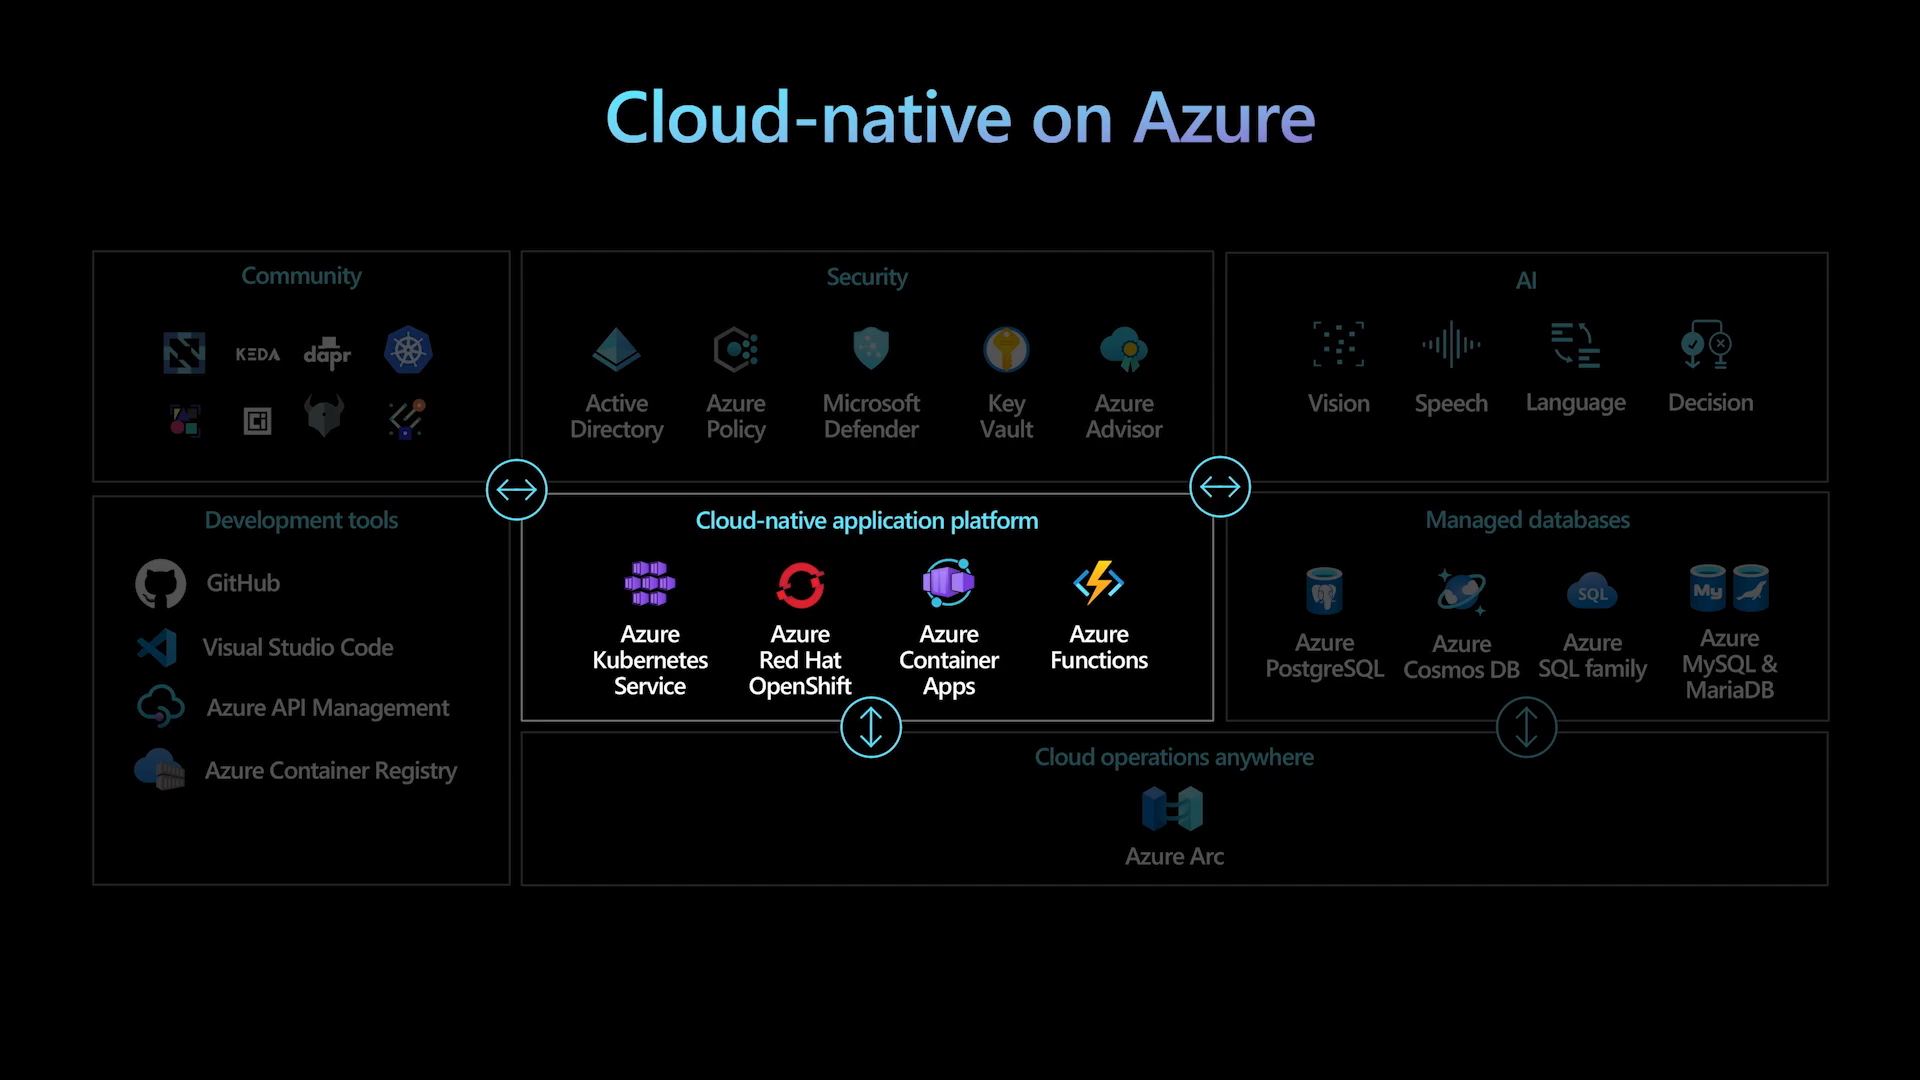 Cloud-native on Azure
Community
KEDA
dapr
Ci
Security
Active
Directory
Azure
Policy
Microsoft
Defender
Key
Vault
Azure
Advisor
AI
Vision
Speech
Language
Decision
Development tools
GitHub
Visual Studio Code
Azure API Management
Azure Container Registry
Cloud-native application platform
Azure
Kubernetes
Service
Azure
Red Hat
OpenShift
Azure
Container
Apps
Azure
Functions
Managed databases
Azure
PostgreSQL
Azure
Cosmos DB
SQL
Azure
SQL family
My
Azure
MySQL &
MariaDB
Cloud operations anywhere
Azure Arc